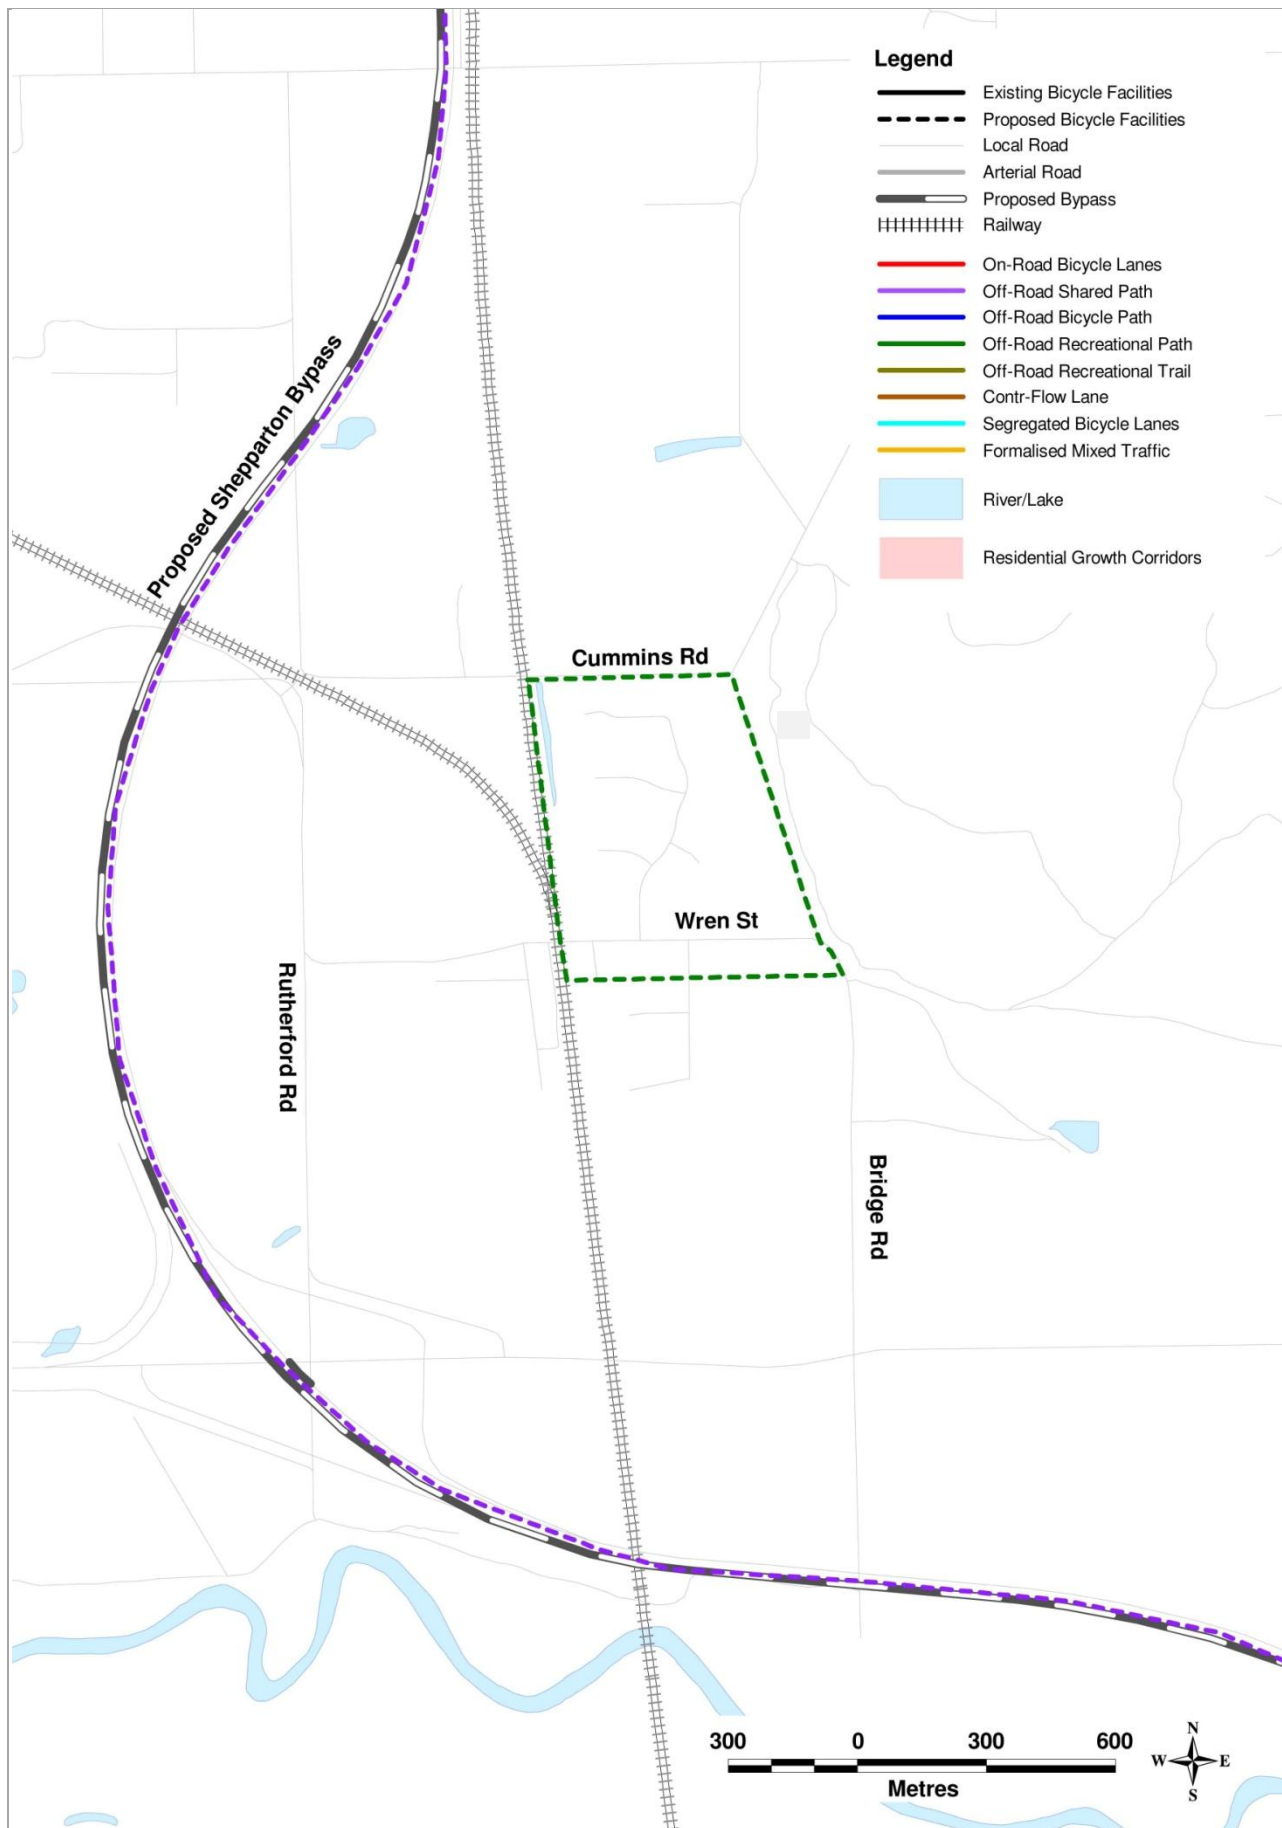 Legend
Existing Bicycle Facilities
Proposed Bicycle Facilities
Local Road
Arterial Road
Proposed Bypass
Railway
On-Road Bicycle Lanes
Off-Road Shared Path
Off-Road Bicycle Path
Off-Road Recreational Path
Off-Road Recreational Trail
Contr-Flow Lane
Segregated Bicycle Lanes
Formalised Mixed Traffic
River/Lake
Residential Growth Corridors
Proposed Shepparton Bypass
Cummins Rd
Wren St
Rutherford Rd
Bridge Rd
300 0 300 600
Metres
N
W E
S